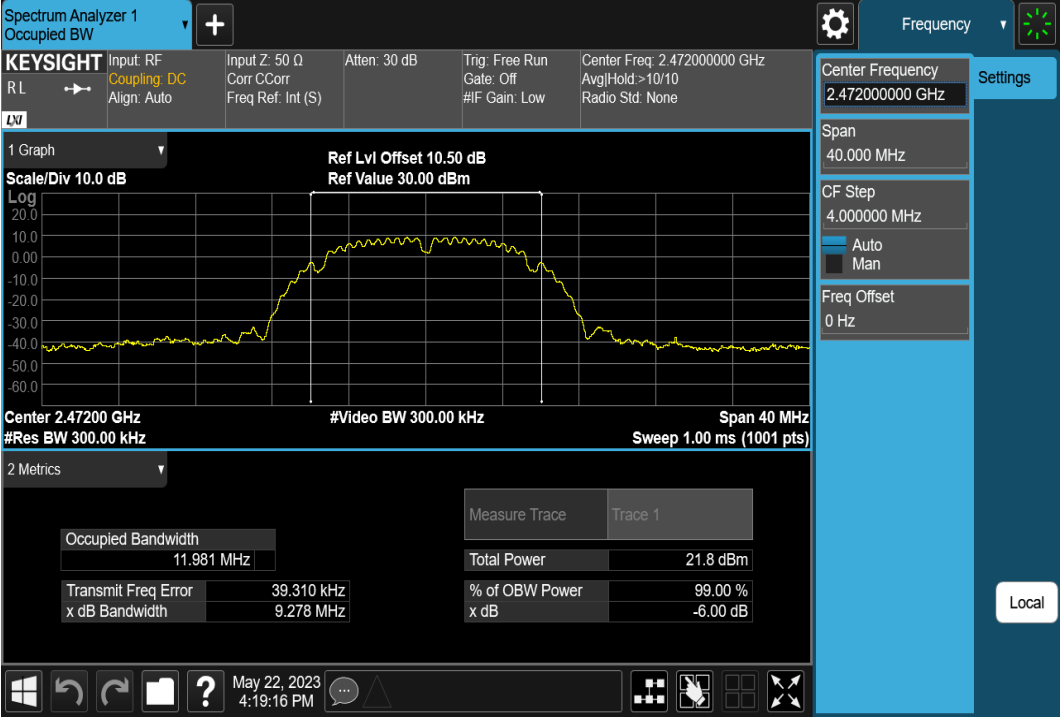 Spectrum Analyzer 1
Occupied BW
+
Frequency
KEYSIGHT
R L
LXI
Input: RF
Coupling: DC
Align: Auto
Input Z: 50 Ω
Corr CCorr
Freq Ref: Int (S)
Atten: 30 dB
Trig: Free Run
Gate: Off
#IF Gain: Low
Center Freq: 2.472000000 GHz
Avg|Hold:>10/10
Radio Std: None
Center Frequency
2.472000000 GHz
Settings
Span
40.000 MHz
CF Step
4.000000 MHz
Auto
Man
Freq Offset
0 Hz
Local
1 Graph
Scale/Div 10.0 dB
Ref Lvl Offset 10.50 dB
Ref Value 30.00 dBm
Log
20.0
10.0
0.00
-10.0
-20.0
-30.0
-40.0
-50.0
-60.0
Center 2.47200 GHz
#Video BW 300.00 kHz
Span 40 MHz
#Res BW 300.00 kHz
Sweep 1.00 ms (1001 pts)
2 Metrics
Measure Trace
Trace 1
Occupied Bandwidth
11.981 MHz
Total Power
21.8 dBm
Transmit Freq Error
39.310 kHz
% of OBW Power
99.00 %
x dB Bandwidth
9.278 MHz
x dB
-6.00 dB
?
May 22, 2023
4:19:16 PM